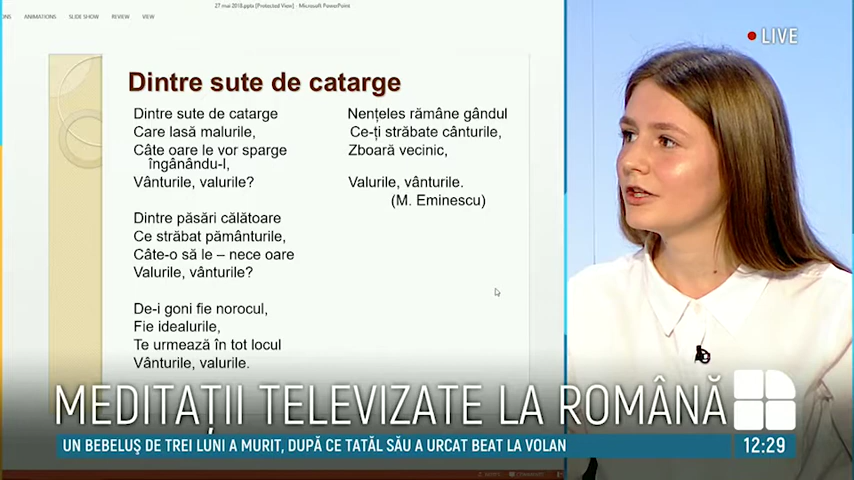 27 mai 2018.pptx [Protected View] - Microsoft PowerPoint
ANIMATIONS SLIDE SHOW REVIEW VIEW
LIVE
Dintre sute de catarge
Dintre sute de catarge
Care lasă malurile,
Câte oare le vor sparge
îngânându-l,
Vânturile, valurile?
Dintre păsări călătoare
Ce străbat pământurile,
Câte-o să le – nece oare
Valurile, vânturile?
De-i goni fie norocul,
Fie idealurile,
Te urmează în tot locul
Vânturile, valurile.
Nențeles rămâne gândul
Ce-ți străbate cânturile,
Zboară vecinic,
Valurile, vânturile.
(M. Eminescu)
MEDITAȚII TELEVIZATE LA ROMÂNĂ
UN BEBELUȘ DE TREI LUNI A MURIT, DUPĂ CE TATĂL SĂU A URCAT BEAT LA VOLAN
12:29